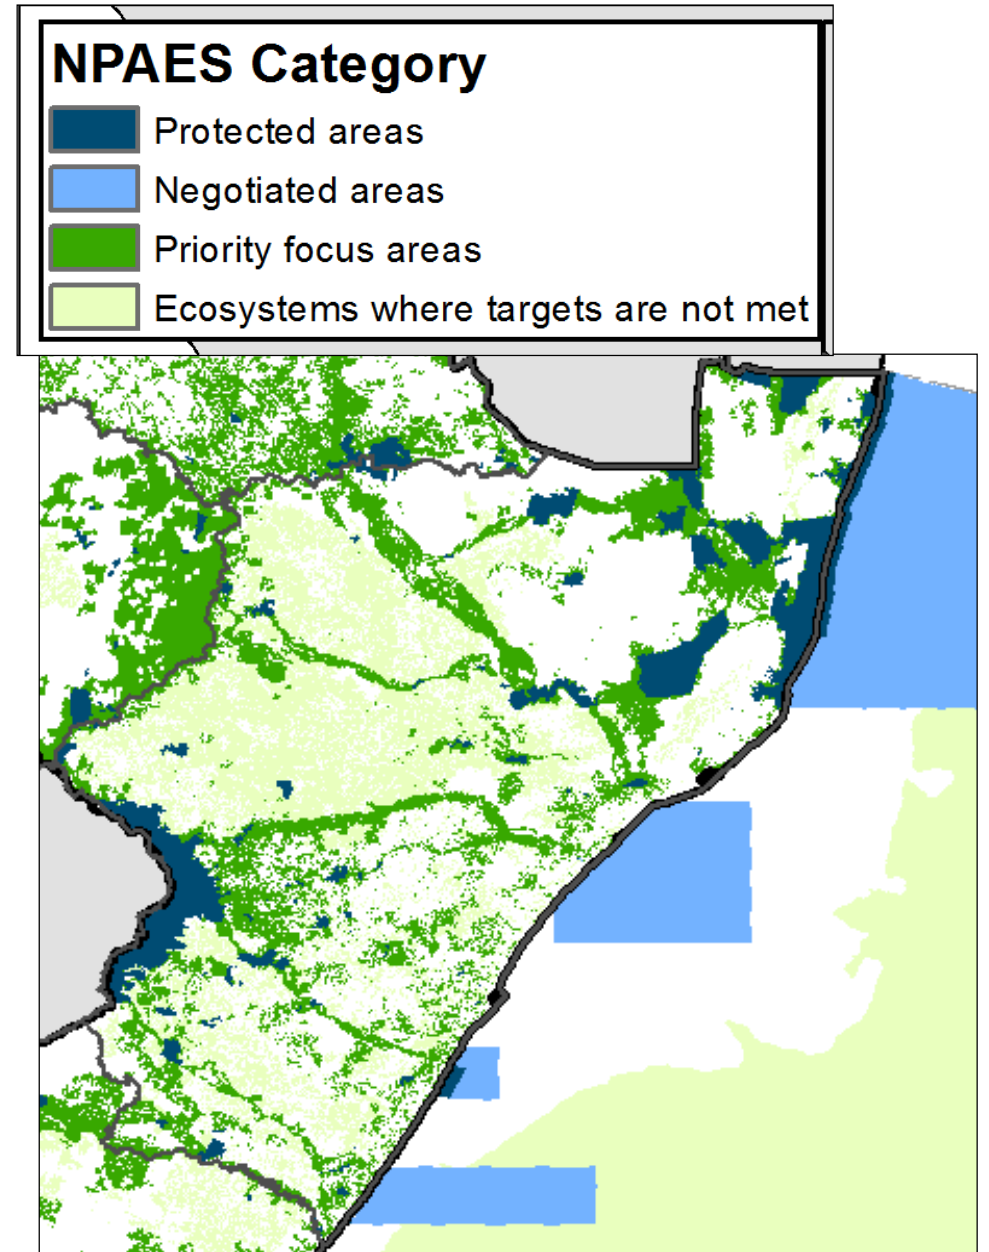 NPAES Category
Protected areas
Negotiated areas
Priority focus areas
Ecosystems where targets are not met